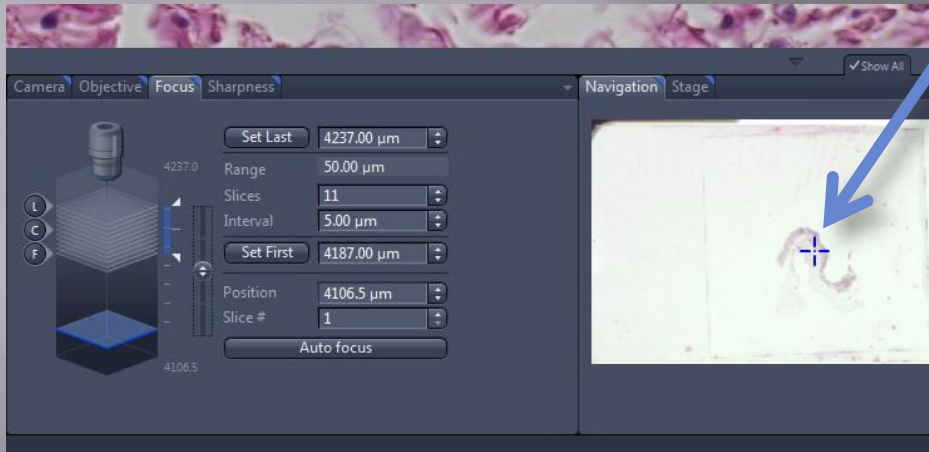 Show All
Camera Objective Focus Sharpness
Navigation Stage
Set Last 4237.00 µm
4237.0
Range 50.00 µm
Slices 11
L
Interval 5.00 µm
C
Set First 4187.00 µm
F
Position 4106.5 µm
Slice # 1
Auto focus
4106.5